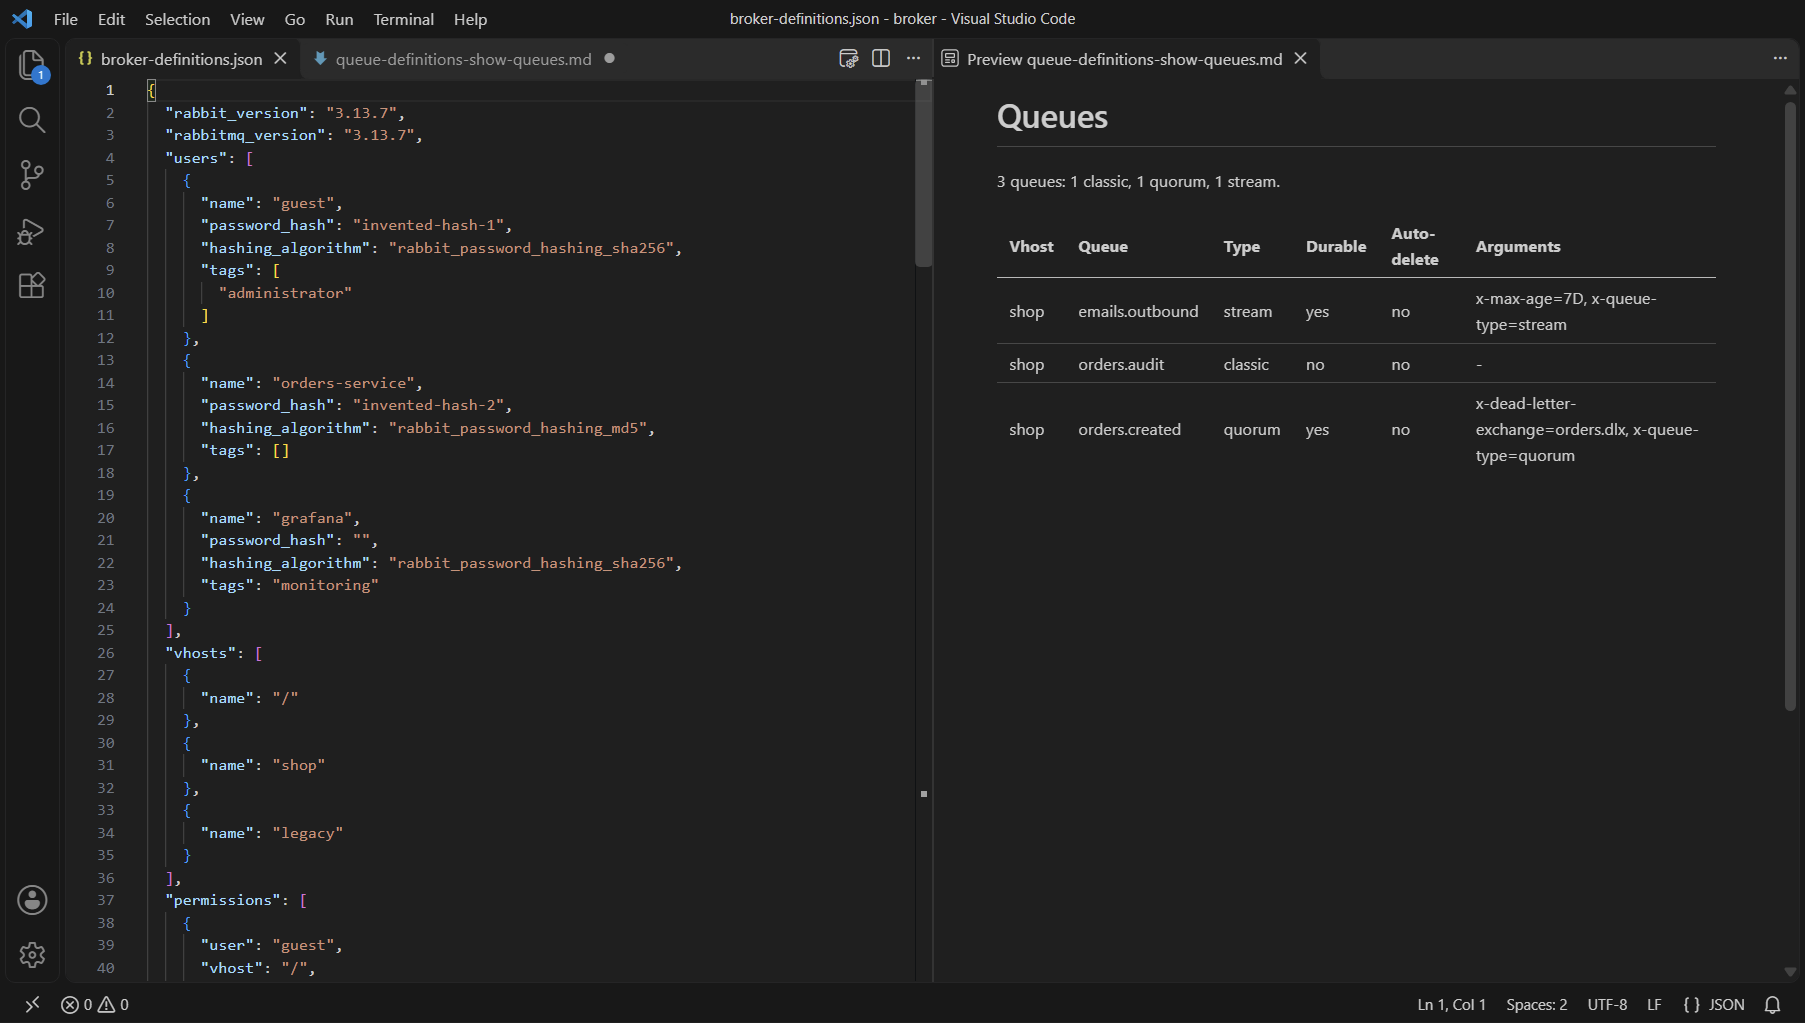 File Edit Selection View Go Run Terminal Help
broker-definitions.json - broker - Visual Studio Code
1
{} broker-definitions.json
queue-definitions-show-queues.md
1 {
2 "rabbit_version": "3.13.7",
3 "rabbitmq_version": "3.13.7",
4 "users": [
5 {
6 "name": "guest",
7 "password_hash": "invented-hash-1",
8 "hashing_algorithm": "rabbit_password_hashing_sha256",
9 "tags": [
10 "administrator"
11 ]
12 },
13 {
14 "name": "orders-service",
15 "password_hash": "invented-hash-2",
16 "hashing_algorithm": "rabbit_password_hashing_md5",
17 "tags": []
18 },
19 {
20 "name": "grafana",
21 "password_hash": "",
22 "hashing_algorithm": "rabbit_password_hashing_sha256",
23 "tags": "monitoring"
24 }
25 ],
26 "vhosts": [
27 {
28 "name": "/"
29 },
30 {
31 "name": "shop"
32 },
33 {
34 "name": "legacy"
35 }
36 ],
37 "permissions": [
38 {
39 "user": "guest",
40 "vhost": "/",
Preview queue-definitions-show-queues.md
Queues
3 queues: 1 classic, 1 quorum, 1 stream.
Vhost Queue Type Durable Auto-delete Arguments
shop emails.outbound stream yes no x-max-age=7D, x-queue-type=stream
shop orders.audit classic no no -
shop orders.created quorum yes no x-dead-letter-exchange=orders.dlx, x-queue-type=quorum
0 0
Ln 1, Col 1 Spaces: 2 UTF-8 LF {} JSON